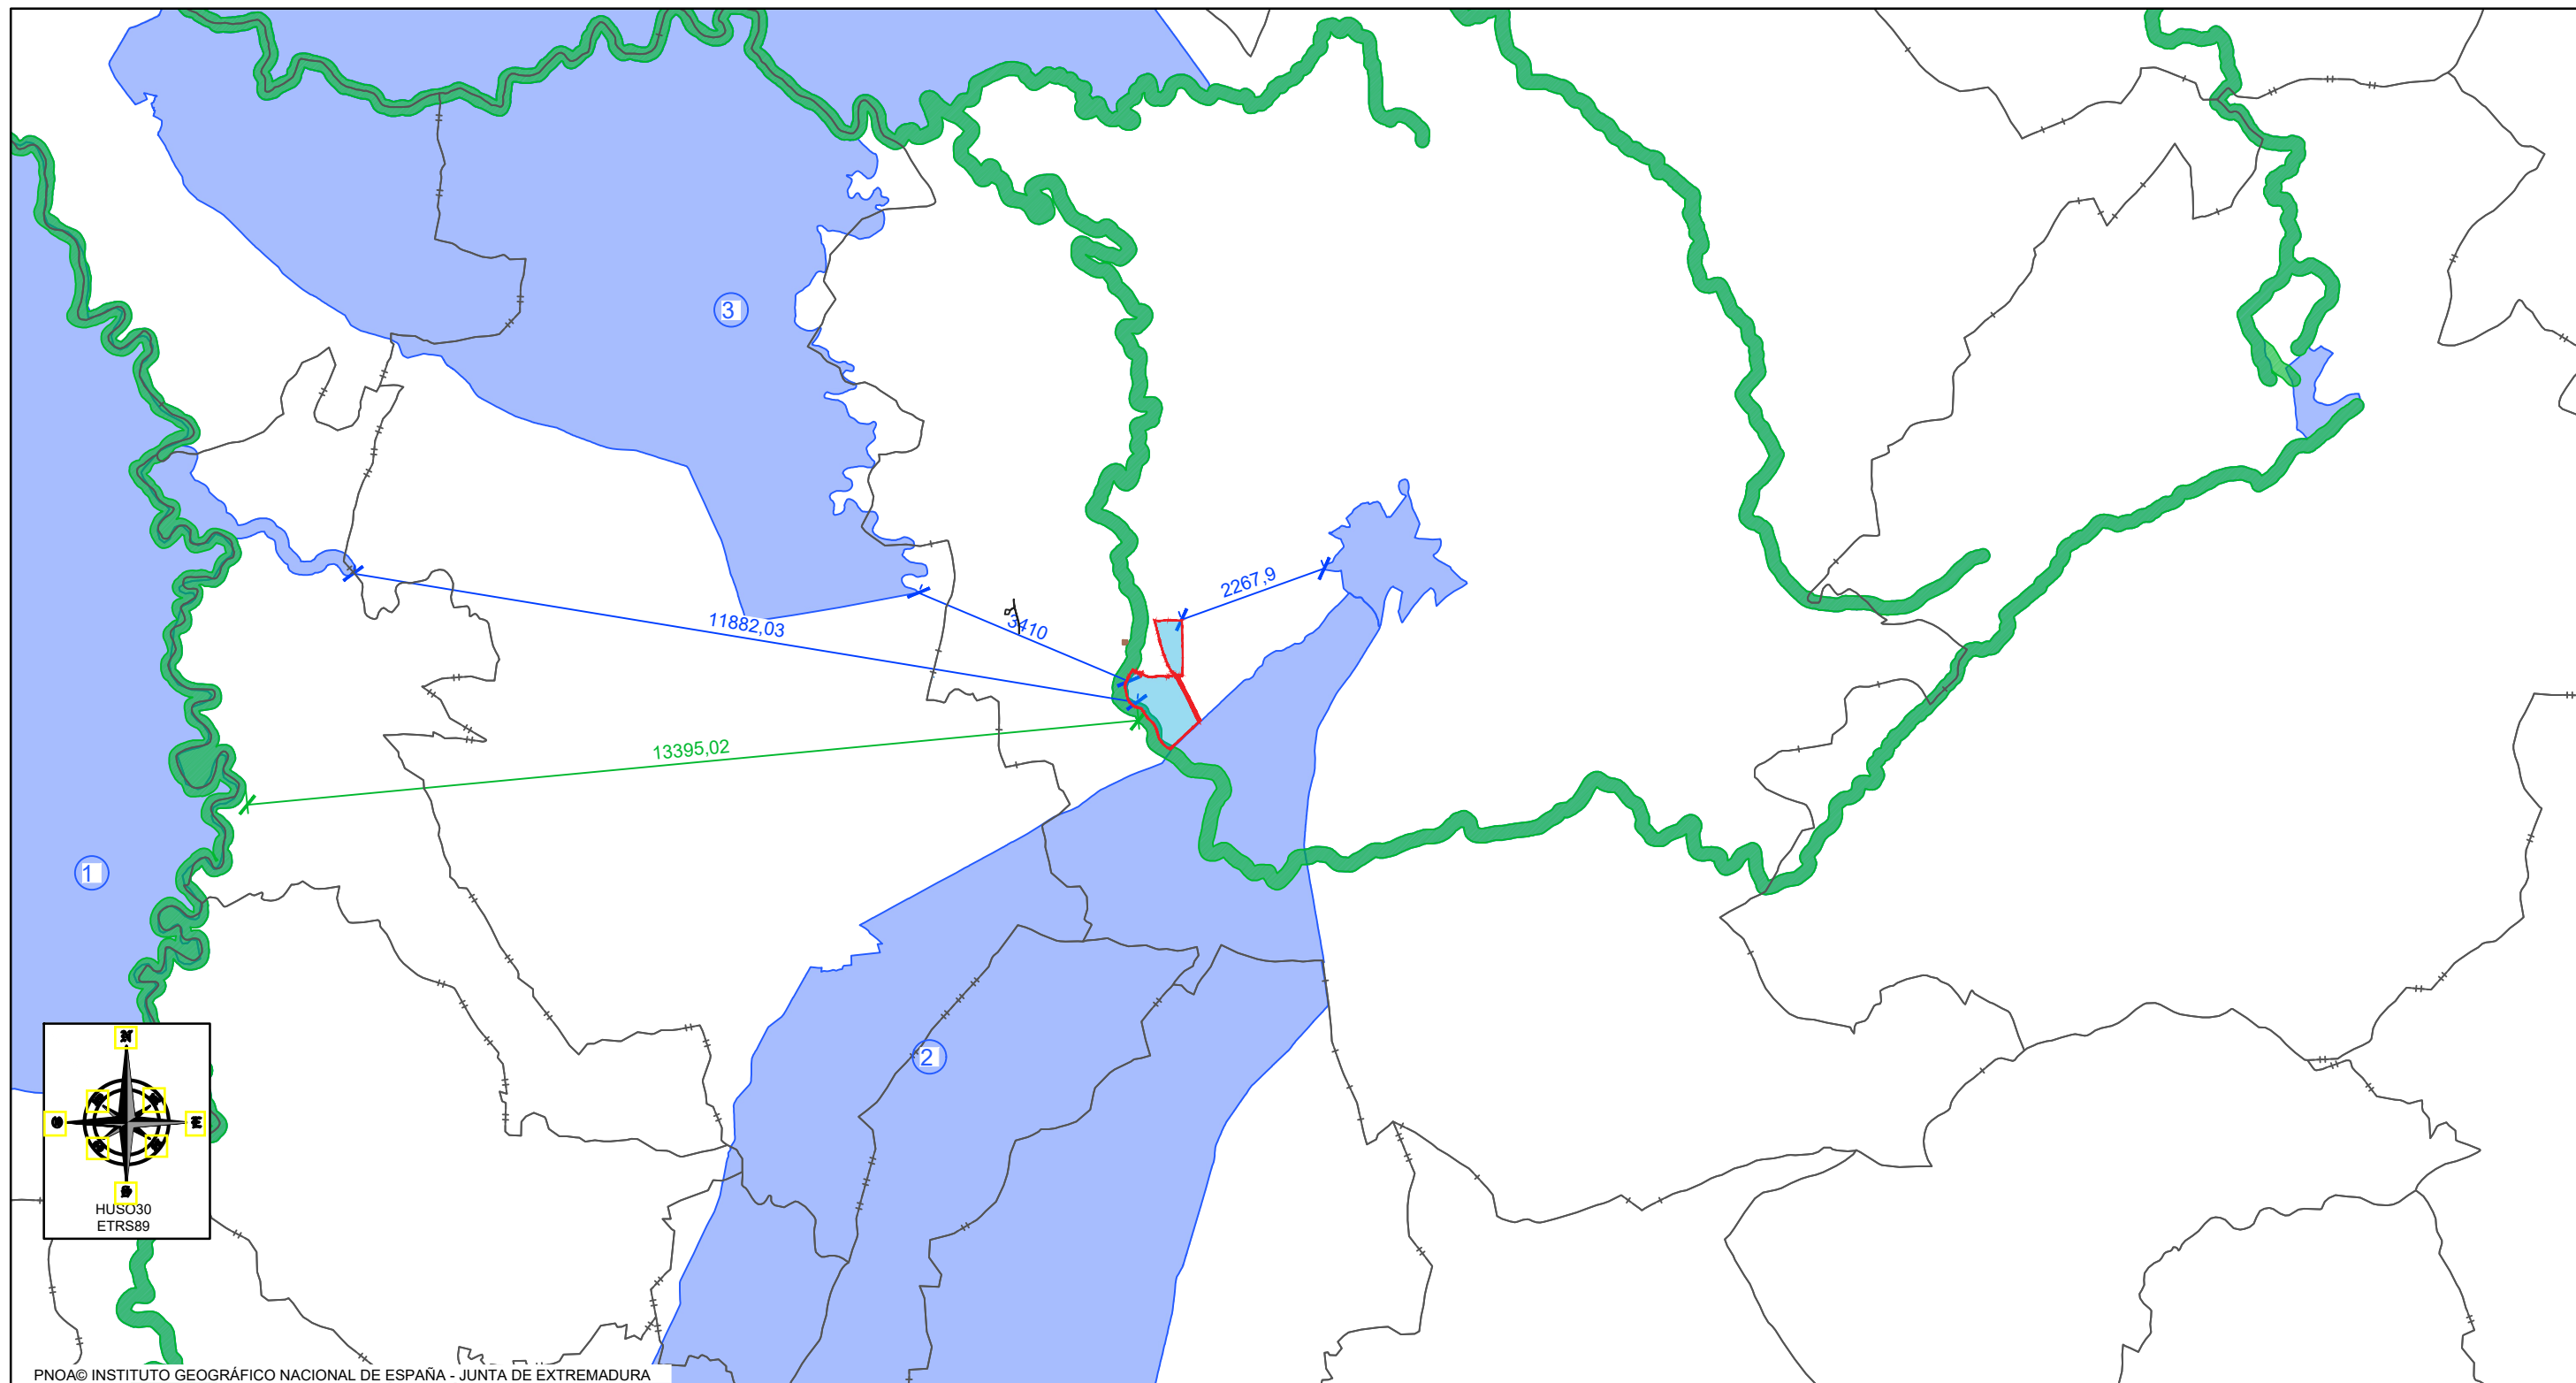 3
2267,9
3410
11882,03
13395,02
1
2
HUSO30
ETRS89
PNOA© INSTITUTO GEOGRÁFICO NACIONAL DE ESPAÑA - JUNTA DE EXTREMADURA